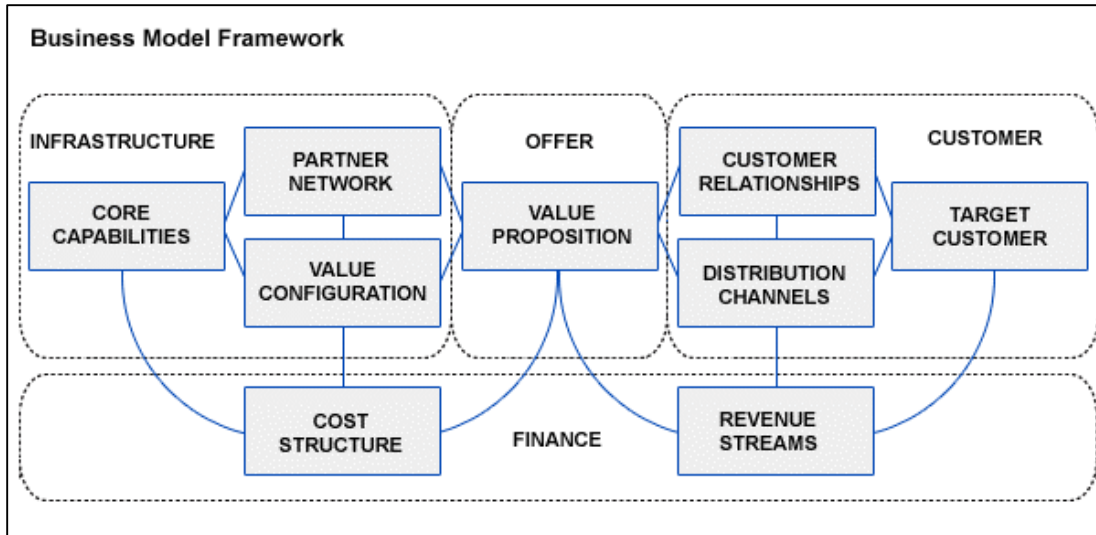 Business Model Framework
INFRASTRUCTURE
PARTNER
NETWORK
CORE
CAPABILITIES
VALUE
CONFIGURATION
OFFER
VALUE
PROPOSITION
CUSTOMER
CUSTOMER
RELATIONSHIPS
DISTRIBUTION
CHANNELS
TARGET
CUSTOMER
COST
STRUCTURE
FINANCE
REVENUE
STREAMS